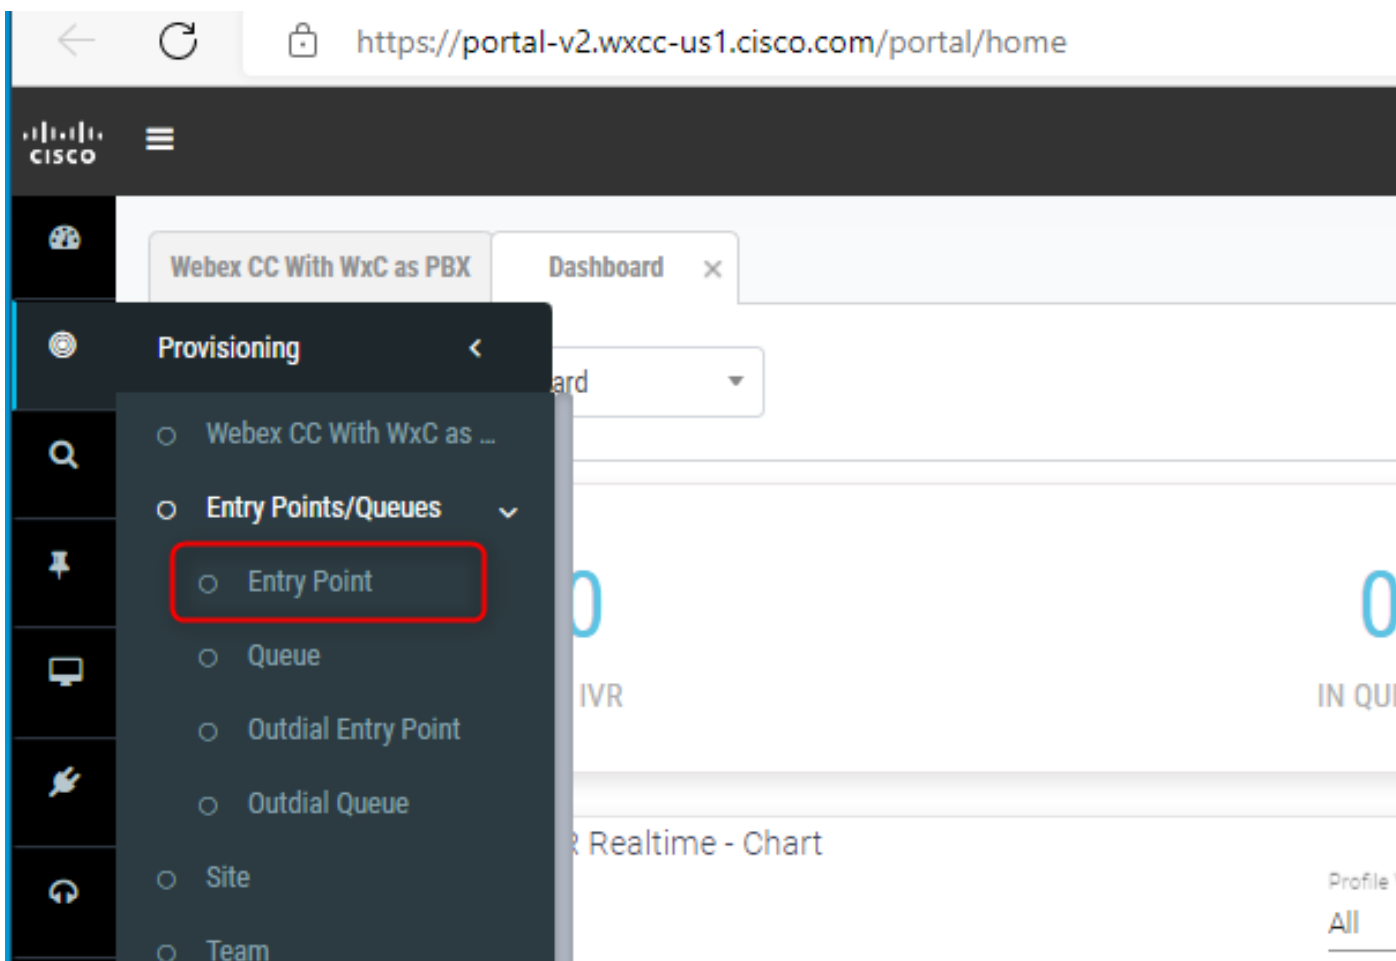 https://portal-v2.wxcc-us1.cisco.com/portal/home
CISCO
Webex CC With WxC as PBX
Dashboard
Provisioning
ard
Webex CC With WxC as ...
Entry Points/Queues
Entry Point
0
0
Queue
IVR
IN QU
Outdial Entry Point
Outdial Queue
R Realtime - Chart
Site
Profile
All
Team